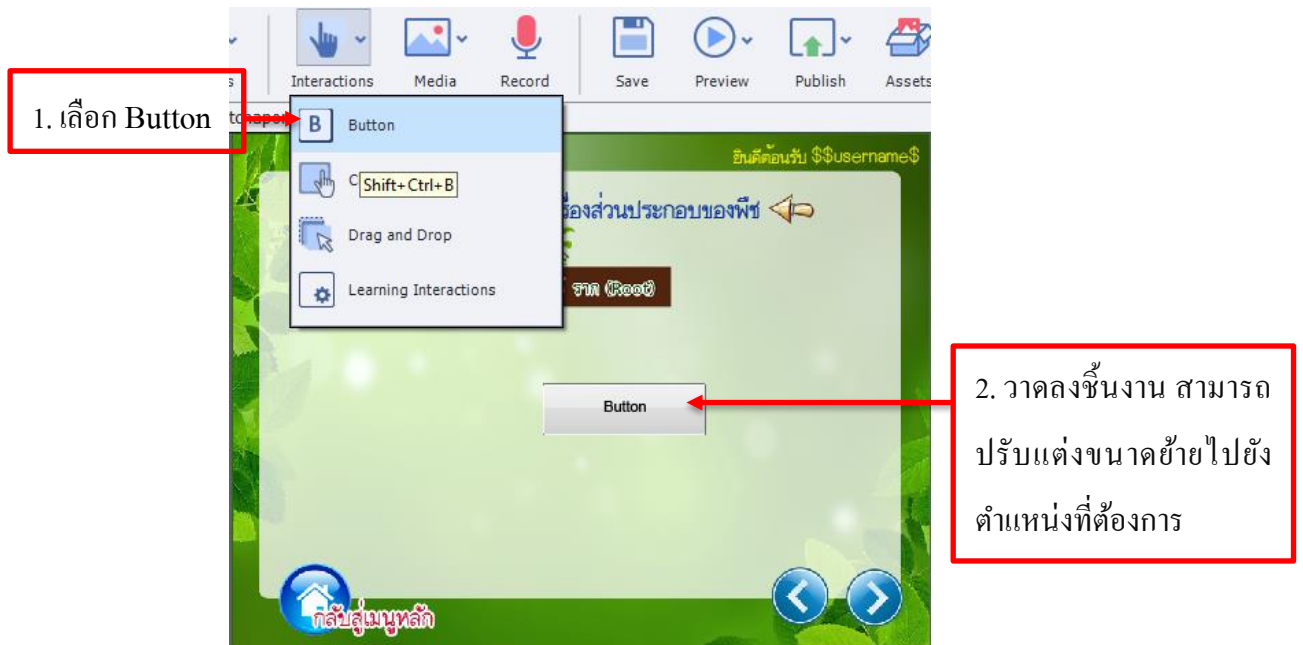 Interactions Media Record Save Preview Publish Assets
1. เลือก Button
B Button
ยินดีต้อนรับ $$username$
C Shift+Ctrl+B
ส่วนประกอบของพืช
Drag and Drop
Learning Interactions
ราก (Root)
Button
2. วาดลงชิ้นงาน สามารถ
ปรับแต่งขนาดย้ายไปยัง
ตำแหน่งที่ต้องการ
กลับสู่เมนูหลัก